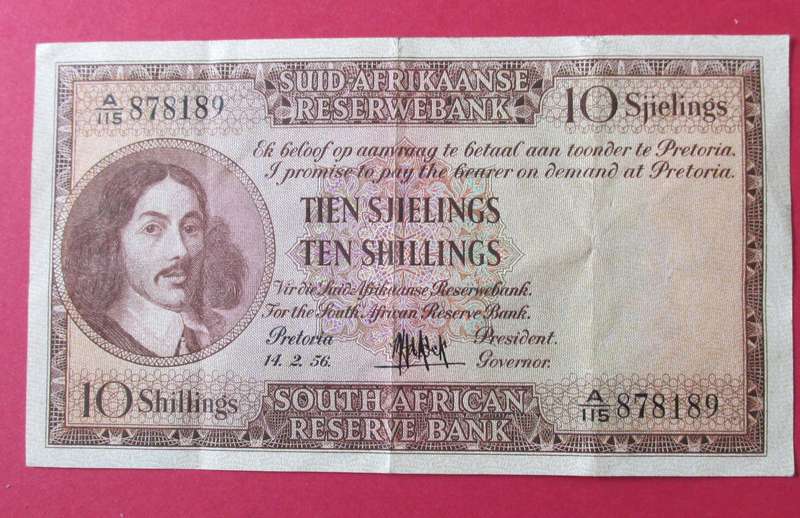 SUID-AFRIKAANSE
RESERWEBANK
A/115 878189
10 Sjielings
Ek beloof op aanvraag te betaal aan toonder te Pretoria.
I promise to pay the bearer on demand at Pretoria.
TIEN SJIELINGS
TEN SHILLINGS
Vir die Suid-Afrikaanse Reserwebank.
For the South African Reserve Bank.
Pretoria
14. 2. 56.
President.
Governor.
10 Shillings
SOUTH AFRICAN
RESERVE BANK
A/115 878189